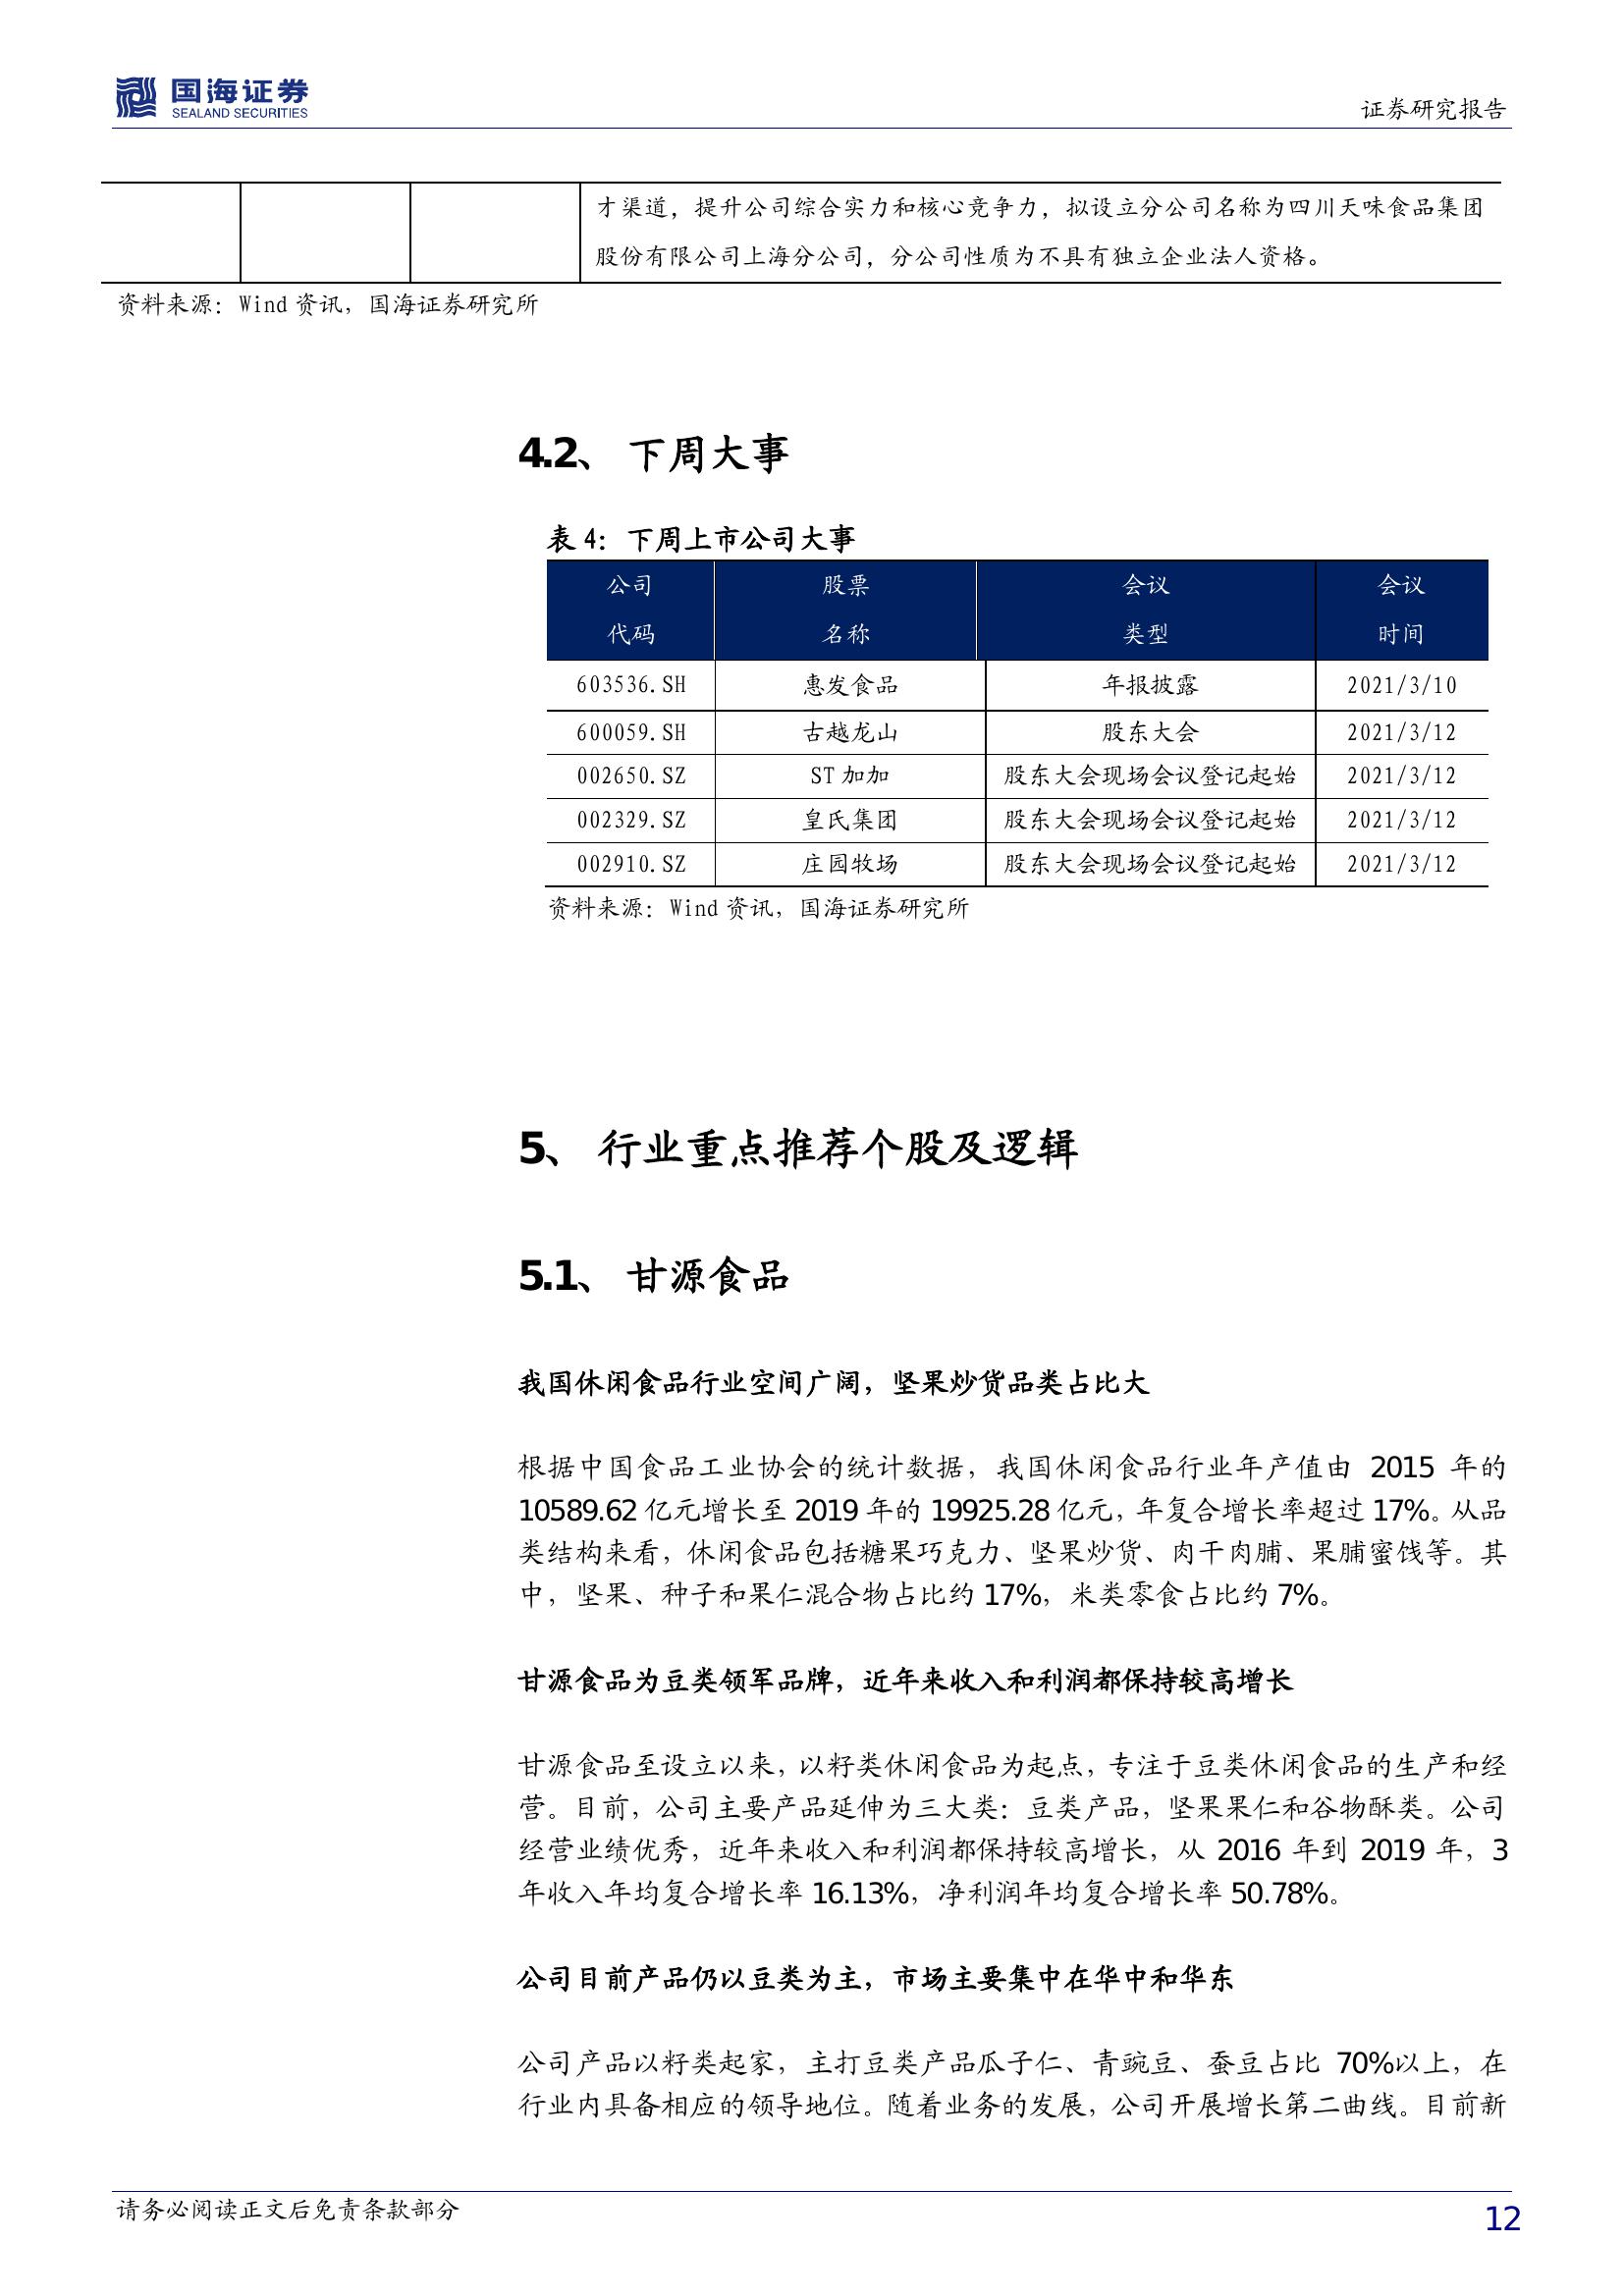 国海证券
SEALAND SECURITIES
证券研究报告
才渠道，提升公司综合实力和核心竞争力，拟设立分公司名称为四川天味食品集团
股份有限公司上海分公司，分公司性质为不具有独立企业法人资格。
资料来源：Wind 资讯，国海证券研究所
4.2、 下周大事
表 4：下周上市公司大事
公司 股票 会议 会议
代码 名称 类型 时间
603536.SH 惠发食品 年报披露 2021/3/10
600059.SH 古越龙山 股东大会 2021/3/12
002650.SZ ST 加加 股东大会现场会议登记起始 2021/3/12
002329.SZ 皇氏集团 股东大会现场会议登记起始 2021/3/12
002910.SZ 庄园牧场 股东大会现场会议登记起始 2021/3/12
资料来源：Wind 资讯，国海证券研究所
5、 行业重点推荐个股及逻辑
5.1、 甘源食品
我国休闲食品行业空间广阔，坚果炒货品类占比大
根据中国食品工业协会的统计数据，我国休闲食品行业年产值由 2015 年的
10589.62 亿元增长至 2019 年的 19925.28 亿元，年复合增长率超过 17%。从品
类结构来看，休闲食品包括糖果巧克力、坚果炒货、肉干肉脯、果脯蜜饯等。其
中，坚果、种子和果仁混合物占比约 17%，米类零食占比约 7%。
甘源食品为豆类领军品牌，近年来收入和利润都保持较高增长
甘源食品至设立以来，以籽类休闲食品为起点，专注于豆类休闲食品的生产和经
营。目前，公司主要产品延伸为三大类：豆类产品，坚果果仁和谷物酥类。公司
经营业绩优秀，近年来收入和利润都保持较高增长，从 2016 年到 2019 年，3
年收入年均复合增长率 16.13%，净利润年均复合增长率 50.78%。
公司目前产品仍以豆类为主，市场主要集中在华中和华东
公司产品以籽类起家，主打豆类产品瓜子仁、青豌豆、蚕豆占比 70%以上，在
行业内具备相应的领导地位。随着业务的发展，公司开展增长第二曲线。目前新
请务必阅读正文后免责条款部分
12